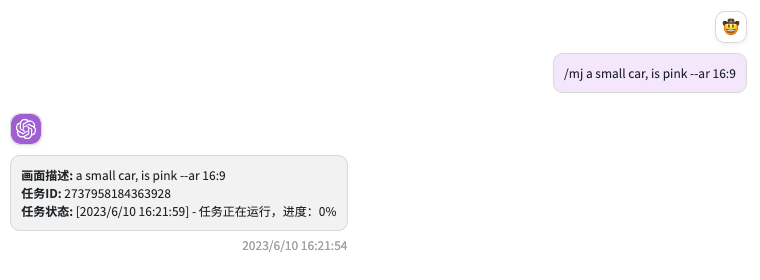 /mj a small car, is pink --ar 16:9
画面描述: a small car, is pink --ar 16:9
任务ID: 2737958184363928
任务状态: [2023/6/10 16:21:59] - 任务正在运行，进度：0%
2023/6/10 16:21:54